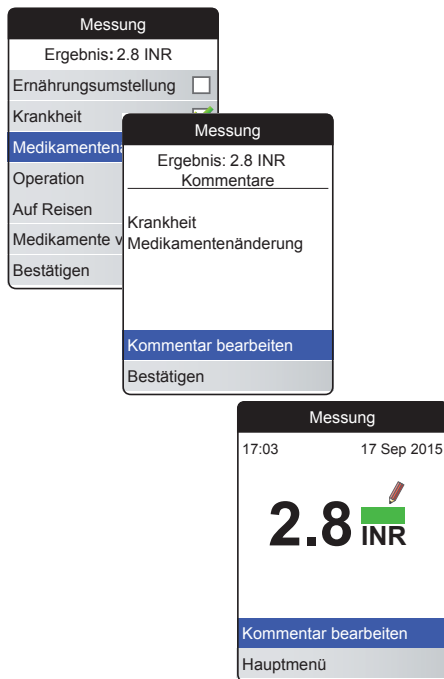 Messung
Ergebnis: 2.8 INR
Ernährungsumstellung
Krankheit
Operation
Auf Reisen
Medikamente
Bestätigen
Messung
Ergebnis: 2.8 INR
Kommentare
Krankheit
Medikamentenänderung
Kommentar bearbeiten
Bestätigen
Messung
17:03 17 Sep 2015
2.8 INR
Kommentar bearbeiten
Hauptmenü